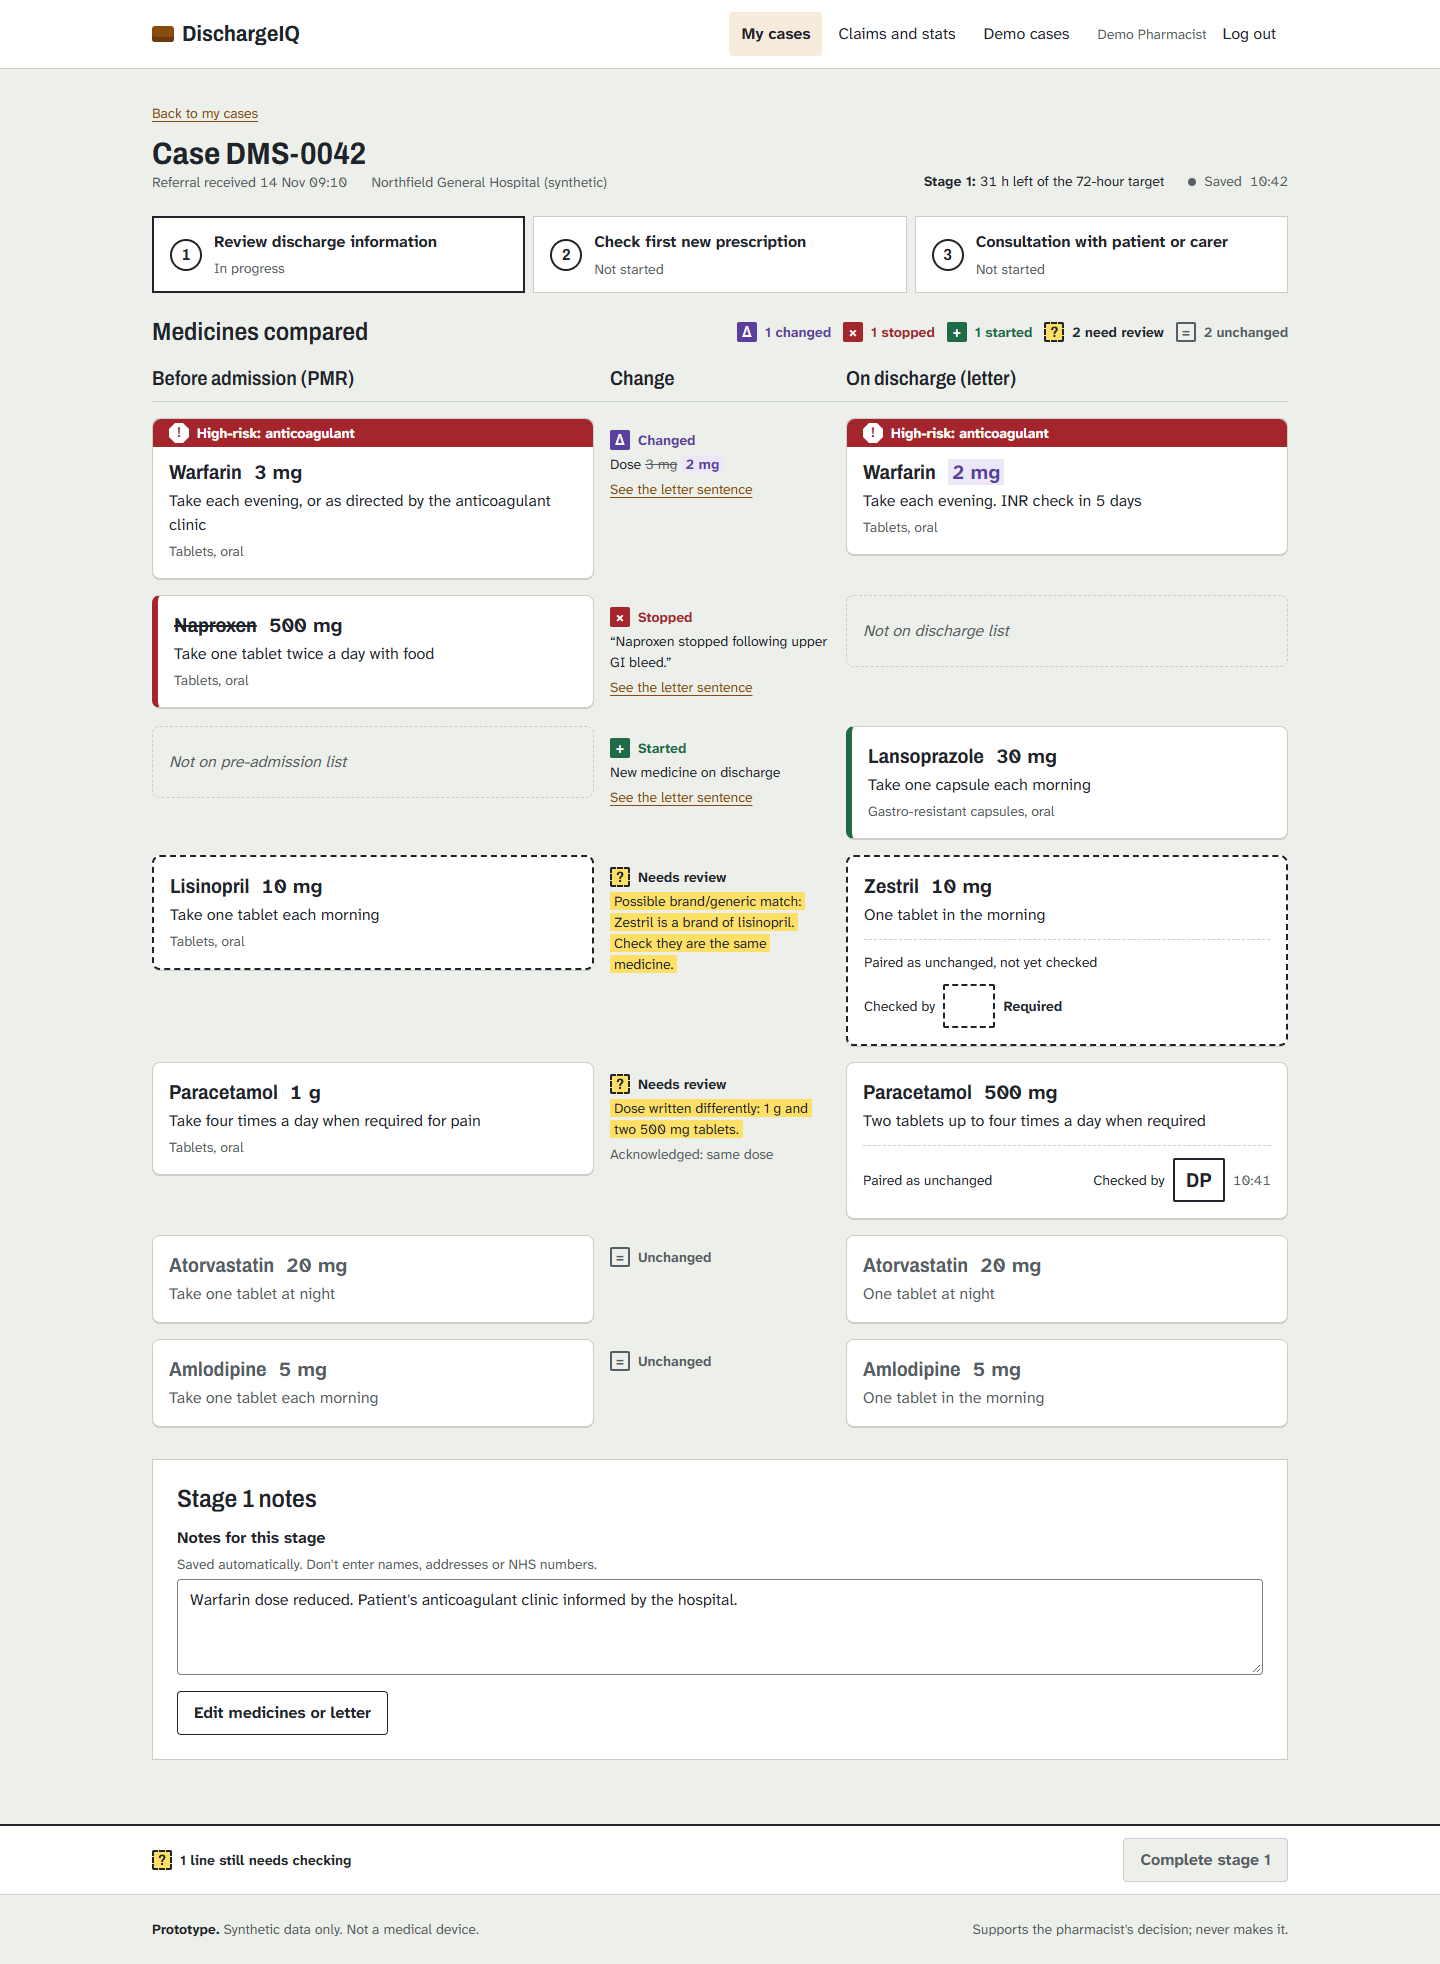 DischargeIQ
My cases
Claims and stats
Demo cases
Demo Pharmacist
Log out
Back to my cases
Case DMS-0042
Referral received 14 Nov 09:10
Northfield General Hospital (synthetic)
Stage 1: 31 h left of the 72-hour target
Saved 10:42
1
Review discharge information
In progress
2
Check first new prescription
Not started
3
Consultation with patient or carer
Not started
Medicines compared
Δ 1 changed
× 1 stopped
+ 1 started
? 2 need review
= 2 unchanged
Before admission (PMR)
Change
On discharge (letter)
! High-risk: anticoagulant
Warfarin 3 mg
Take each evening, or as directed by the anticoagulant
clinic
Tablets, oral
Δ Changed
Dose 3 mg 2 mg
See the letter sentence
! High-risk: anticoagulant
Warfarin 2 mg
Take each evening. INR check in 5 days
Tablets, oral
Naproxen 500 mg
Take one tablet twice a day with food
Tablets, oral
× Stopped
“Naproxen stopped following upper
GI bleed.”
See the letter sentence
Not on discharge list
Not on pre-admission list
+ Started
New medicine on discharge
See the letter sentence
Lansoprazole 30 mg
Take one capsule each morning
Gastro-resistant capsules, oral
Lisinopril 10 mg
Take one tablet each morning
Tablets, oral
? Needs review
Possible brand/generic match:
Zestril is a brand of lisinopril.
Check they are the same
medicine.
Zestril 10 mg
One tablet in the morning
Paired as unchanged, not yet checked
Checked by
Required
Paracetamol 1 g
Take four times a day when required for pain
Tablets, oral
? Needs review
Dose written differently: 1 g and
two 500 mg tablets.
Acknowledged: same dose
Paracetamol 500 mg
Two tablets up to four times a day when required
Paired as unchanged
Checked by DP 10:41
Atorvastatin 20 mg
Take one tablet at night
= Unchanged
Atorvastatin 20 mg
One tablet at night
Amlodipine 5 mg
Take one tablet each morning
= Unchanged
Amlodipine 5 mg
One tablet in the morning
Stage 1 notes
Notes for this stage
Saved automatically. Don't enter names, addresses or NHS numbers.
Warfarin dose reduced. Patient's anticoagulant clinic informed by the hospital.
Edit medicines or letter
? 1 line still needs checking
Complete stage 1
Prototype. Synthetic data only. Not a medical device.
Supports the pharmacist's decision; never makes it.